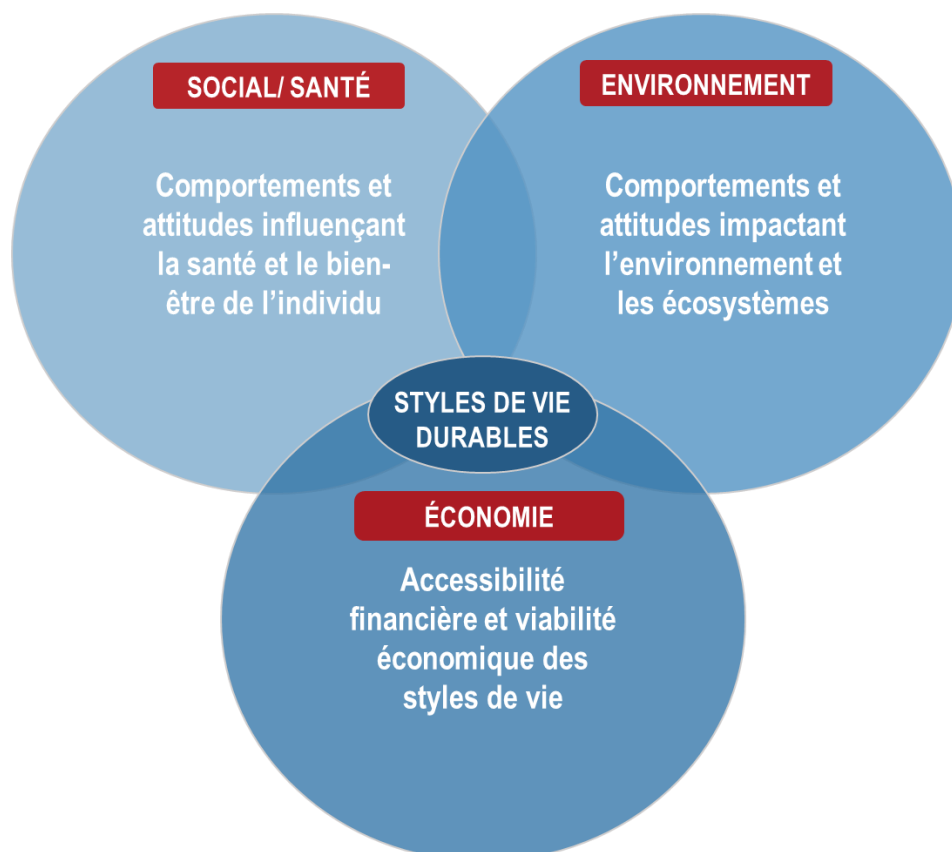 SOCIAL/ SANTÉ
Comportements et
attitudes influençant
la santé et le bien-
être de l'individu
ENVIRONNEMENT
Comportements et
attitudes impactant
l'environnement et
les écosystèmes
STYLES DE VIE
DURABLES
ÉCONOMIE
Accessibilité
financière et viabilité
économique des
styles de vie